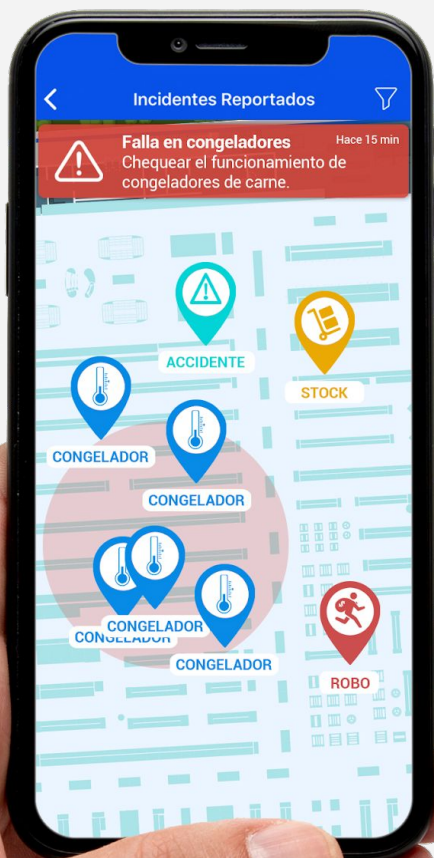 Incidentes Reportados
Falla en congeladores
Hace 15 min
Chequear el funcionamiento de
congeladores de carne.
ACCIDENTE
STOCK
CONGELADOR
CONGELADOR
CONGELADOR
CONGELADOR
CONGELADOR
ROBO